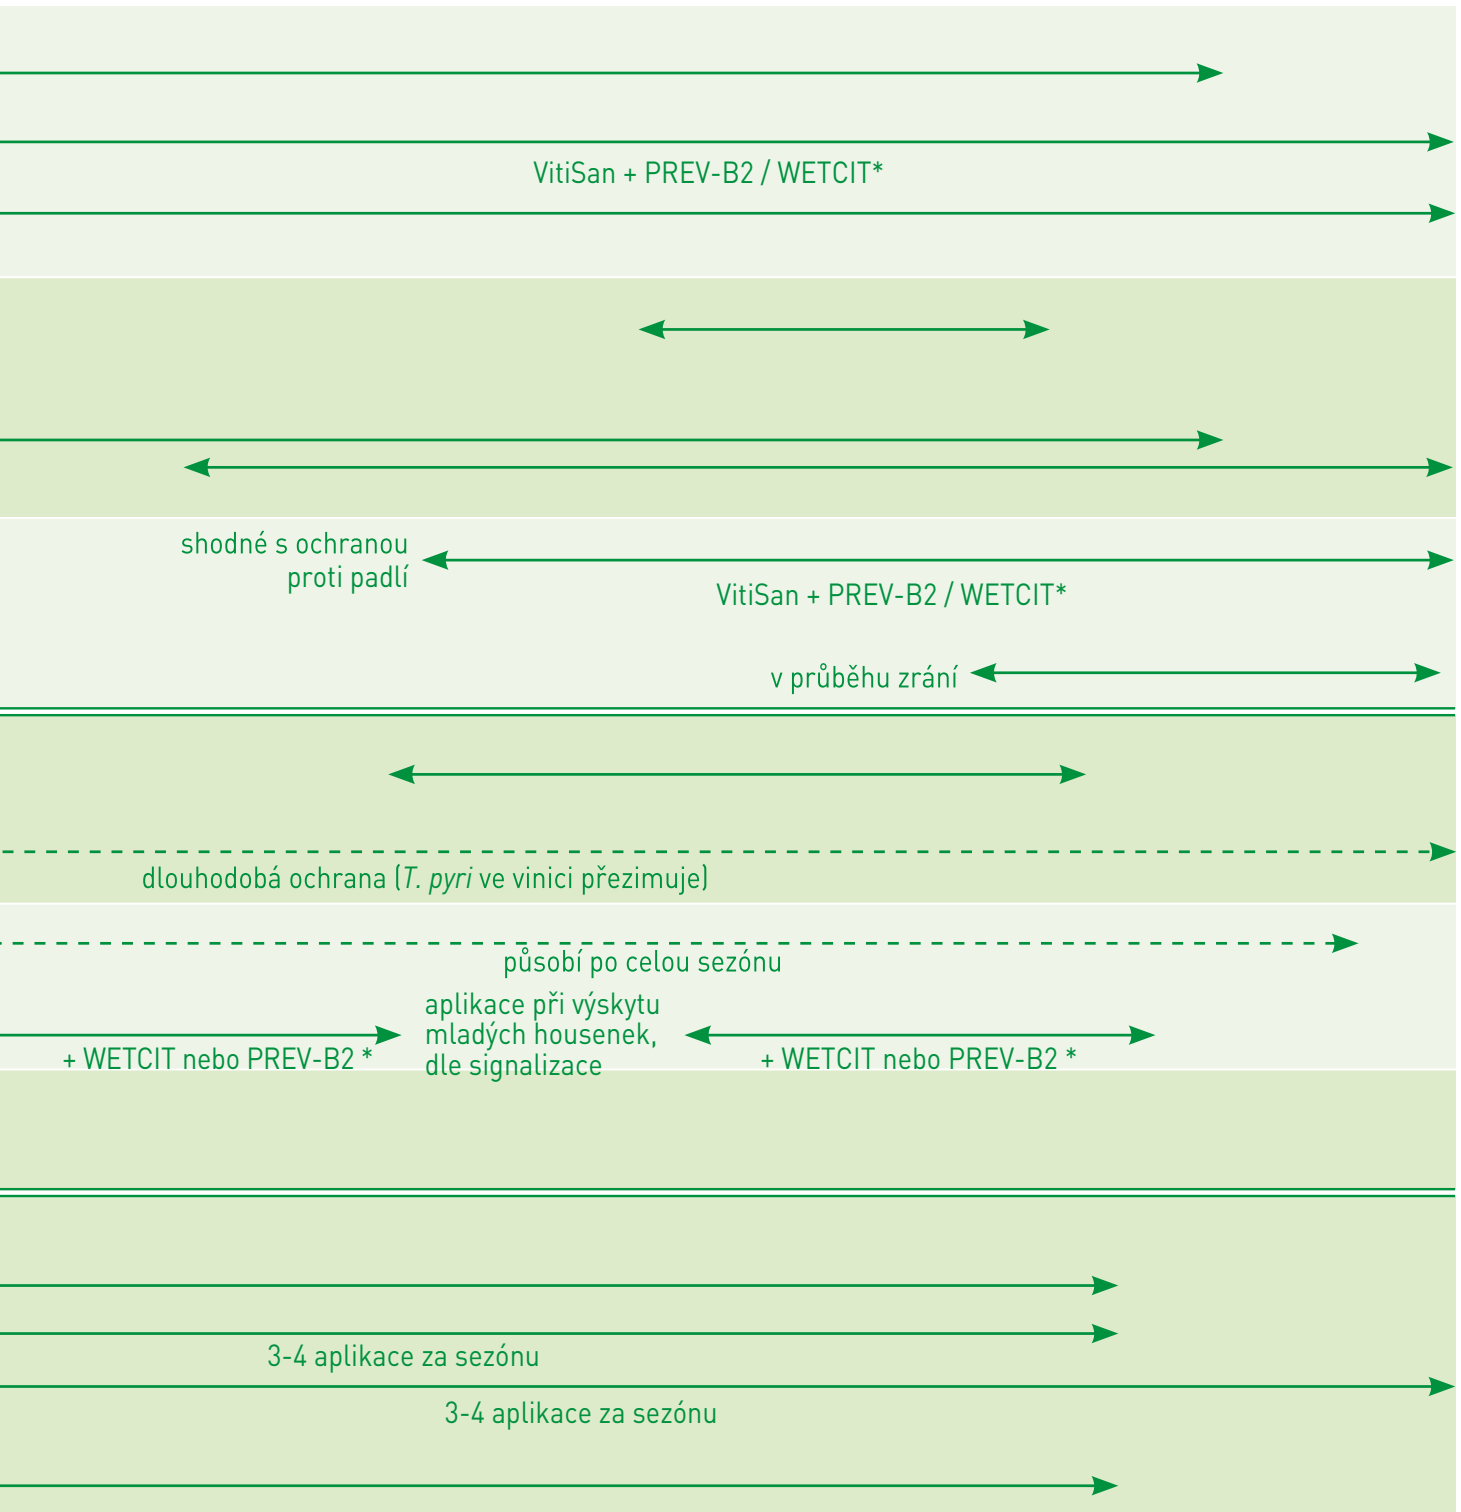 VitiSan + PREV-B2 / WETCIT*
shodné s ochranou
proti padlí
VitiSan + PREV-B2 / WETCIT*
v průběhu zrání
dlouhodobá ochrana (T. pyri ve vinici přezimuje)
působí po celou sezónu
aplikace při výskytu
mladých housenek,
dle signalizace
+ WETCIT nebo PREV-B2 *
+ WETCIT nebo PREV-B2 *
3-4 aplikace za sezónu
3-4 aplikace za sezónu